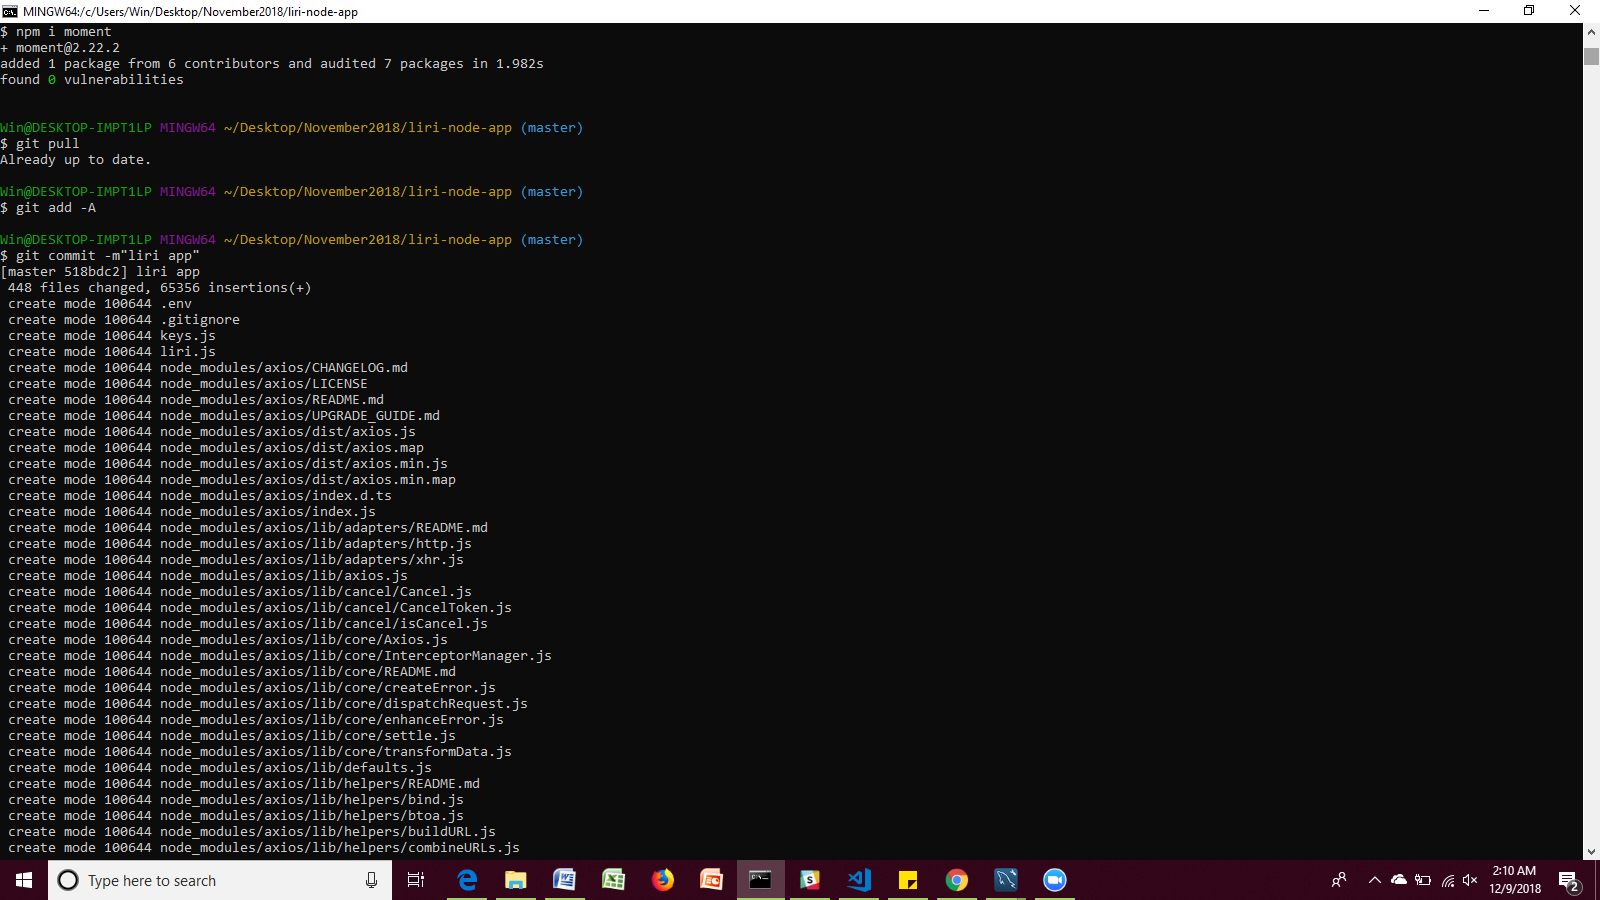 MINGW64:/c/Users/Win/Desktop/November2018/liri-node-app
$ npm i moment
+ moment@2.22.2
added 1 package from 6 contributors and audited 7 packages in 1.982s
found 0 vulnerabilities
Win@DESKTOP-IMPT1LP MINGW64 ~/Desktop/November2018/liri-node-app (master)
$ git pull
Already up to date.
Win@DESKTOP-IMPT1LP MINGW64 ~/Desktop/November2018/liri-node-app (master)
$ git add -A
Win@DESKTOP-IMPT1LP MINGW64 ~/Desktop/November2018/liri-node-app (master)
$ git commit -m"liri app"
[master 518bdc2] liri app
448 files changed, 65356 insertions(+)
create mode 100644 .env
create mode 100644 .gitignore
create mode 100644 keys.js
create mode 100644 liri.js
create mode 100644 node_modules/axios/CHANGELOG.md
create mode 100644 node_modules/axios/LICENSE
create mode 100644 node_modules/axios/README.md
create mode 100644 node_modules/axios/UPGRADE_GUIDE.md
create mode 100644 node_modules/axios/dist/axios.js
create mode 100644 node_modules/axios/dist/axios.map
create mode 100644 node_modules/axios/dist/axios.min.js
create mode 100644 node_modules/axios/dist/axios.min.map
create mode 100644 node_modules/axios/index.d.ts
create mode 100644 node_modules/axios/index.js
create mode 100644 node_modules/axios/lib/adapters/README.md
create mode 100644 node_modules/axios/lib/adapters/http.js
create mode 100644 node_modules/axios/lib/adapters/xhr.js
create mode 100644 node_modules/axios/lib/axios.js
create mode 100644 node_modules/axios/lib/cancel/Cancel.js
create mode 100644 node_modules/axios/lib/cancel/CancelToken.js
create mode 100644 node_modules/axios/lib/cancel/isCancel.js
create mode 100644 node_modules/axios/lib/core/Axios.js
create mode 100644 node_modules/axios/lib/core/InterceptorManager.js
create mode 100644 node_modules/axios/lib/core/README.md
create mode 100644 node_modules/axios/lib/core/createError.js
create mode 100644 node_modules/axios/lib/core/dispatchRequest.js
create mode 100644 node_modules/axios/lib/core/enhanceError.js
create mode 100644 node_modules/axios/lib/core/settle.js
create mode 100644 node_modules/axios/lib/core/transformData.js
create mode 100644 node_modules/axios/lib/defaults.js
create mode 100644 node_modules/axios/lib/helpers/README.md
create mode 100644 node_modules/axios/lib/helpers/bind.js
create mode 100644 node_modules/axios/lib/helpers/btoa.js
create mode 100644 node_modules/axios/lib/helpers/buildURL.js
create mode 100644 node_modules/axios/lib/helpers/combineURLs.js
Type here to search
2:10 AM
12/9/2018
2